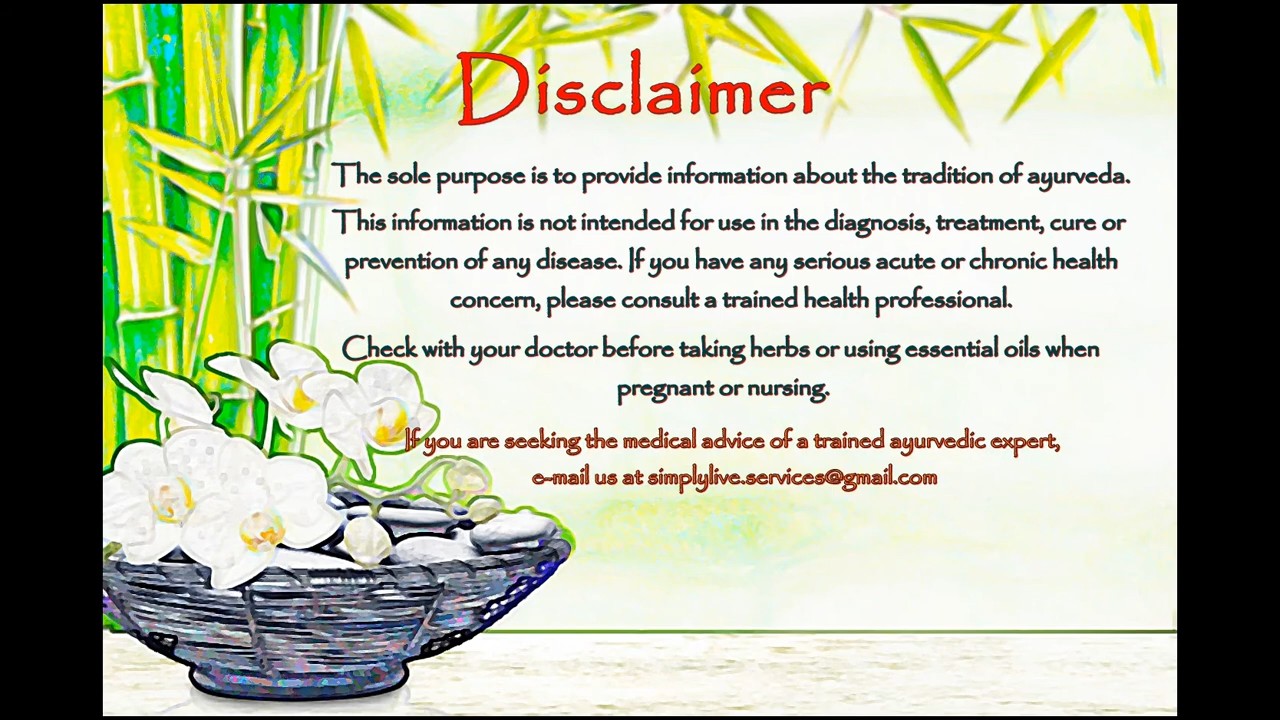 Disclaimer
The sole purpose is to provide information about the tradition of ayurveda.
This information is not intended for use in the diagnosis, treatment, cure or
prevention of any disease. If you have any serious acute or chronic health
concern, please consult a trained health professional.
Check with your doctor before taking herbs or using essential oils when
pregnant or nursing.
If you are seeking the medical advice of a trained ayurvedic expert,
e-mail us at simplylive.services@gmail.com